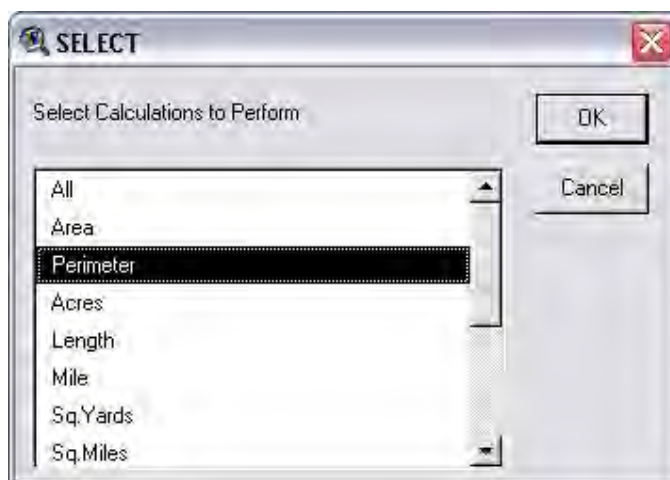 SELECT
Select Calculations to Perform
OK
Cancel
All
Area
Perimeter
Acres
Length
Mile
Sq.Yards
Sq.Miles